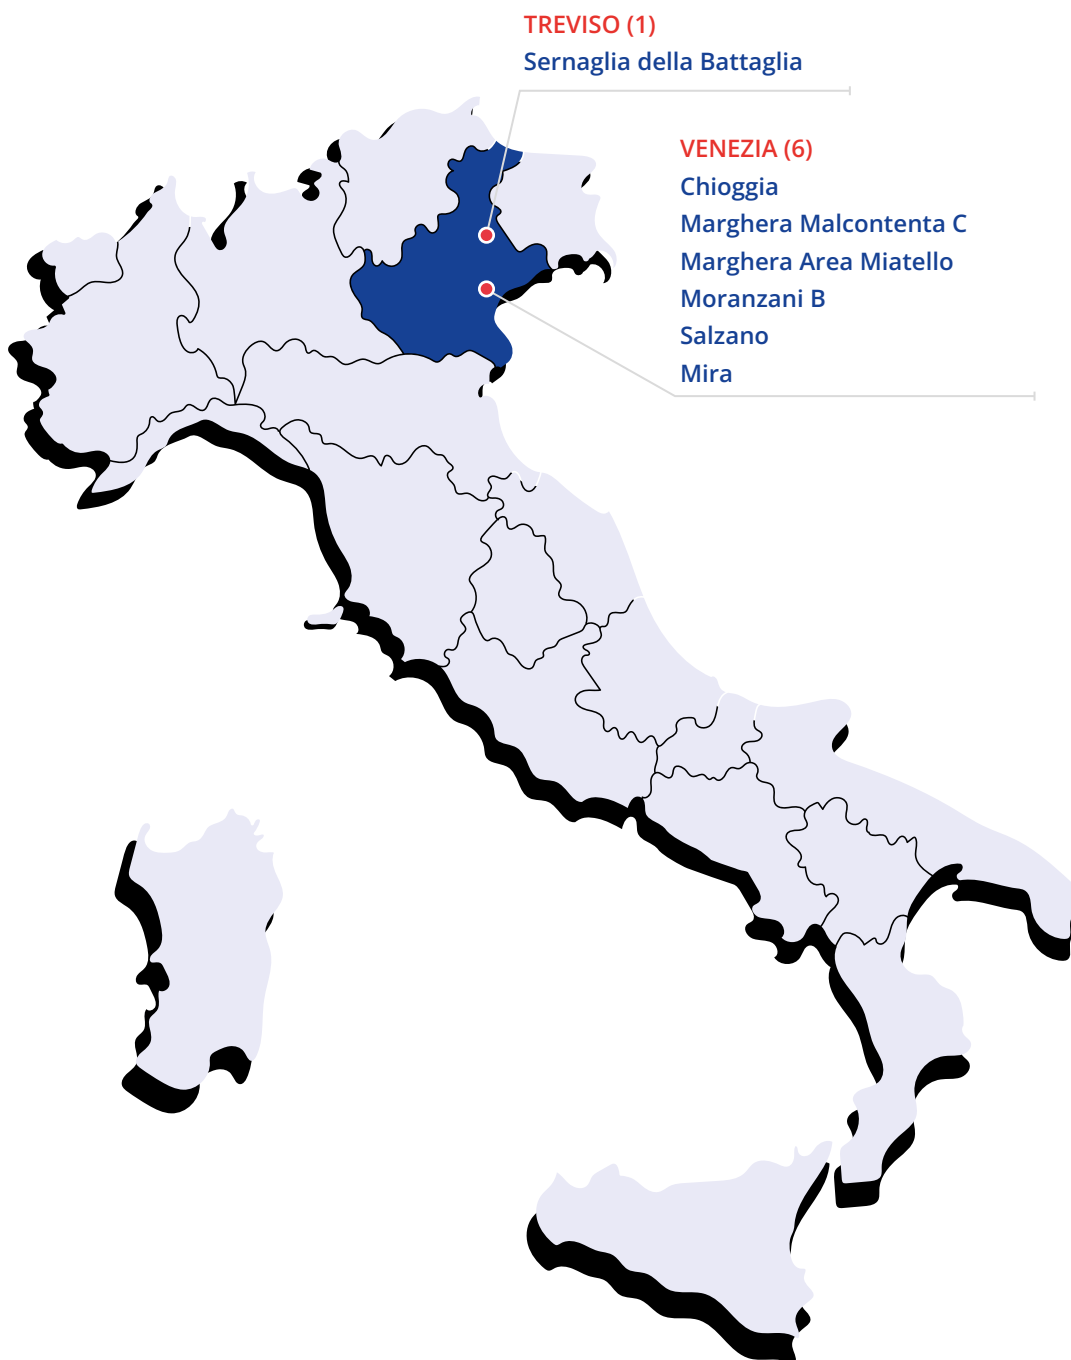 TREVISO (1)
Sernaglia della Battaglia
VENEZIA (6)
Chioggia
Marghera Malcontenta C
Marghera Area Miatello
Moranzani B
Salzano
Mira